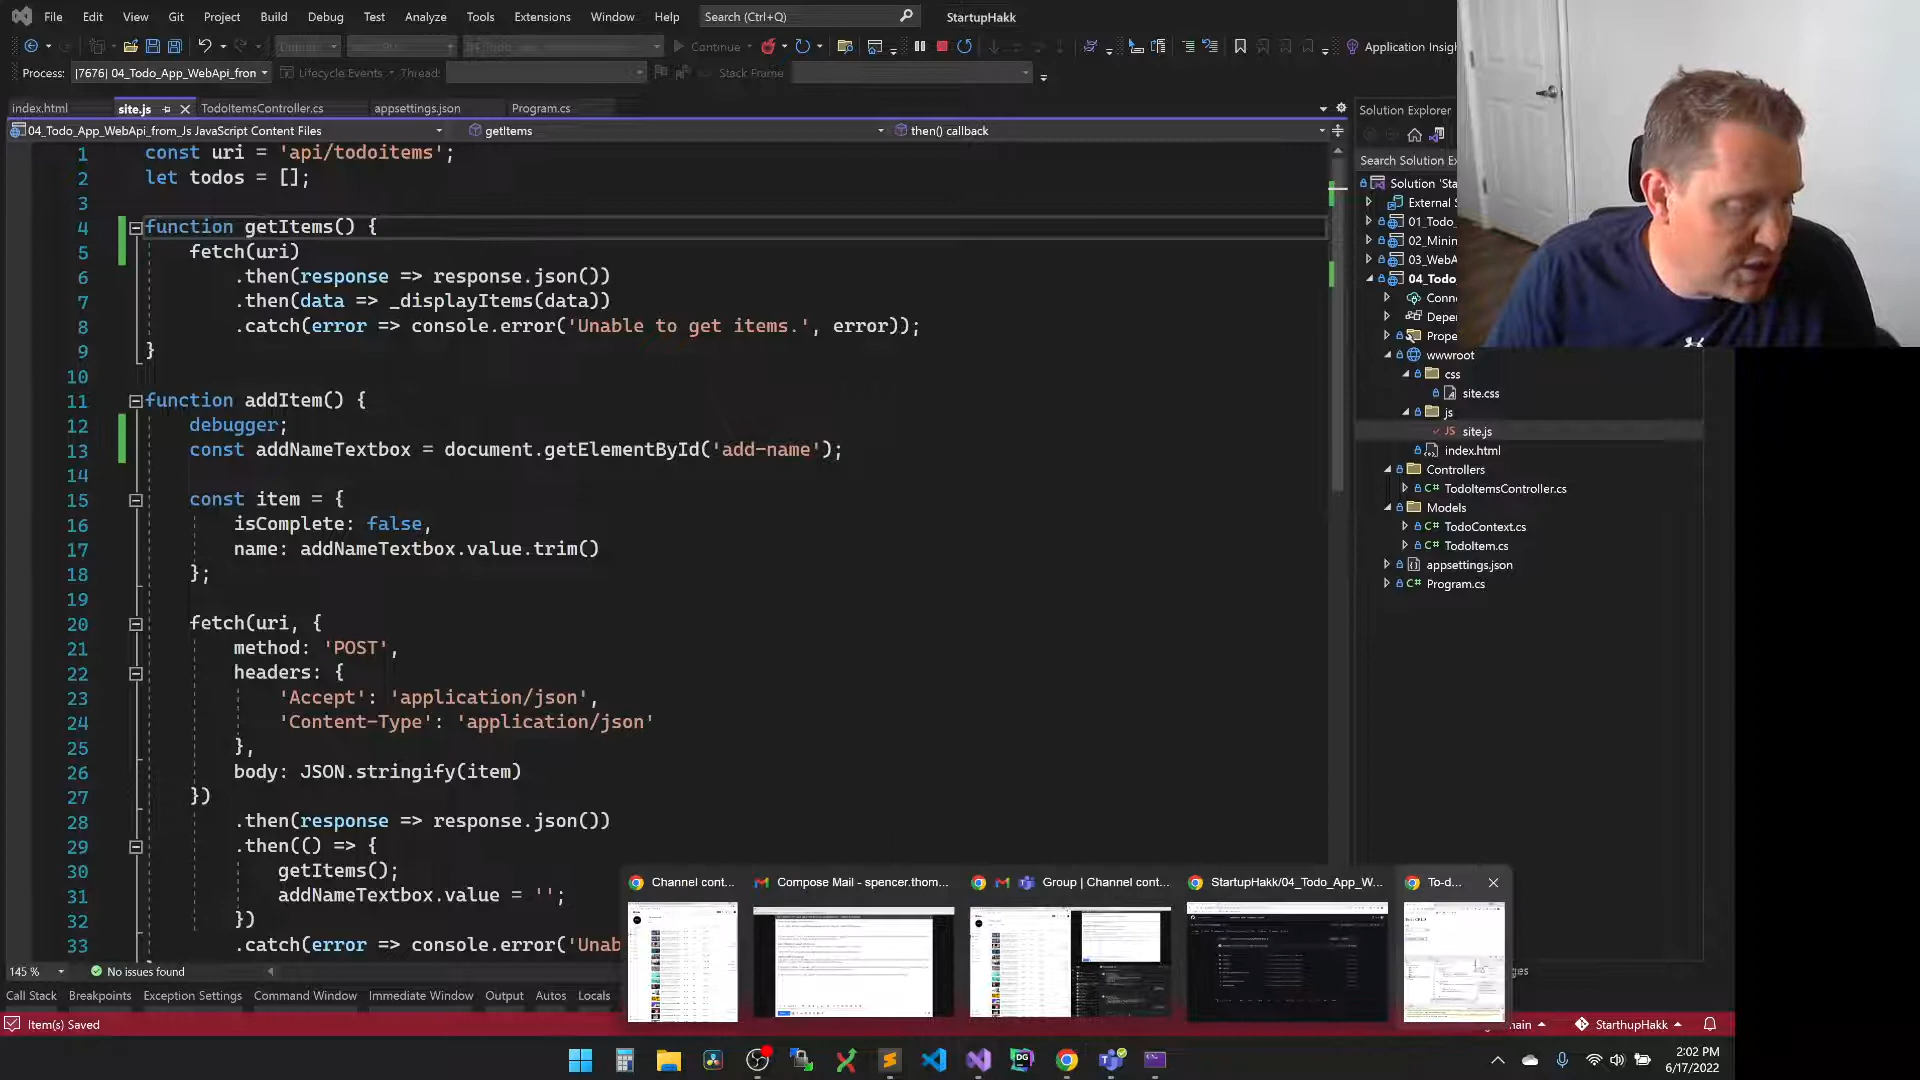 File Edit View Git Project Build Debug Test Analyze Tools Extensions Window Help Search (Ctrl+Q) StartupHakk
Continue Application Insigh
Process: [7676] 04_Todo_App_WebApi_fron Lifecycle Events Thread: Stack Frame
index.html site.js TodoItemsController.cs appsettings.json Program.cs
04_Todo_App_WebApi_from_Js JavaScript Content Files getItems then() callback
1 const uri = 'api/todoitems';
2 let todos = [];
3
4 function getItems() {
5 fetch(uri)
6 .then(response => response.json())
7 .then(data => _displayItems(data))
8 .catch(error => console.error('Unable to get items.', error));
9 }
10
11 function addItem() {
12 debugger;
13 const addNameTextbox = document.getElementById('add-name');
14
15 const item = {
16 isComplete: false,
17 name: addNameTextbox.value.trim()
18 };
19
20 fetch(uri, {
21 method: 'POST',
22 headers: {
23 'Accept': 'application/json',
24 'Content-Type': 'application/json'
25 },
26 body: JSON.stringify(item)
27 })
28 .then(response => response.json())
29 .then(() => {
30 getItems();
31 addNameTextbox.value = '';
32 })
33 .catch(error => console.error('Unab
Solution Explorer
Search Solution Ex
Solution 'Sta
External S
01_Todo_
02_Minin
03_WebA
04_Todo_
Conne
Depen
Prope
wwwroot
css
site.css
js
JS site.js
index.html
Controllers
C# TodoItemsController.cs
Models
C# TodoContext.cs
C# TodoItem.cs
appsettings.json
C# Program.cs
Channel cont... Compose Mail - spencer.thom... Group | Channel cont... StartupHakk/04_Todo_App_W... To-d...
145 % No issues found
Call Stack Breakpoints Exception Settings Command Window Immediate Window Output Autos Locals
Item(s) Saved StarthupHakk
2:02 PM
6/17/2022